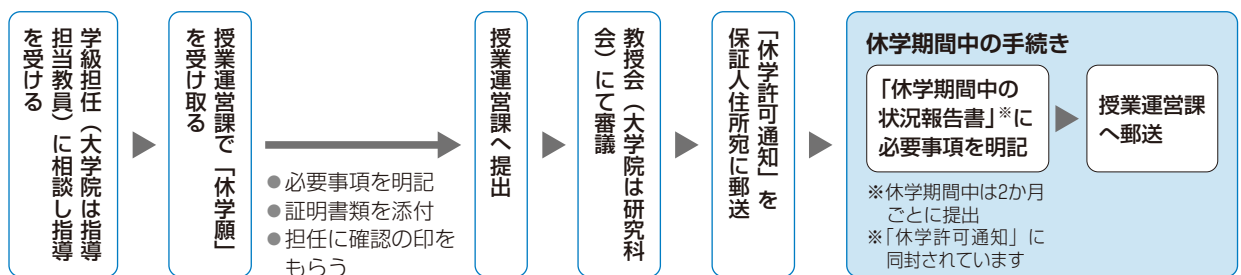 学級担任（大学院は指導
担当教員）に相談し指導
を受ける
授業運営課で「休学願」
を受け取る
●必要事項を明記
●証明書類を添付
●担任に確認の印を
もらう
授業運営課へ提出
教授会（大学院は研究科
会）にて審議
「休学許可通知」を
保証人住所宛に郵送
休学期間中の手続き
「休学期間中の
状況報告書」※に
必要事項を明記
※休学期間中は2か月
ごとに提出
※「休学許可通知」に
同封されています
授業運営課
へ郵送